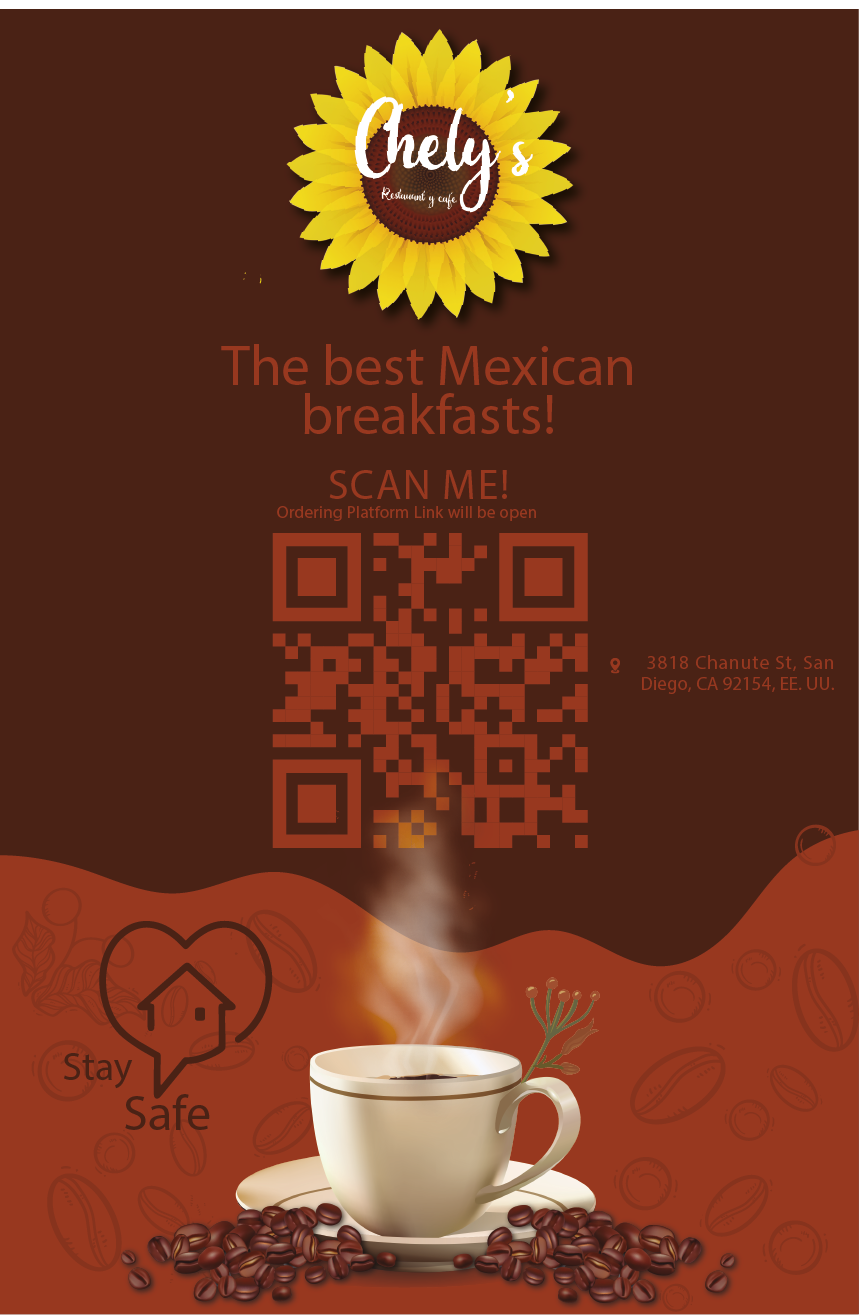 Chely's
Restaurant y cafe
The best Mexican
breakfasts!
SCAN ME!
Ordering Platform Link will be open
3818 Chanute St, San
Diego, CA 92154, EE. UU.
Stay
Safe